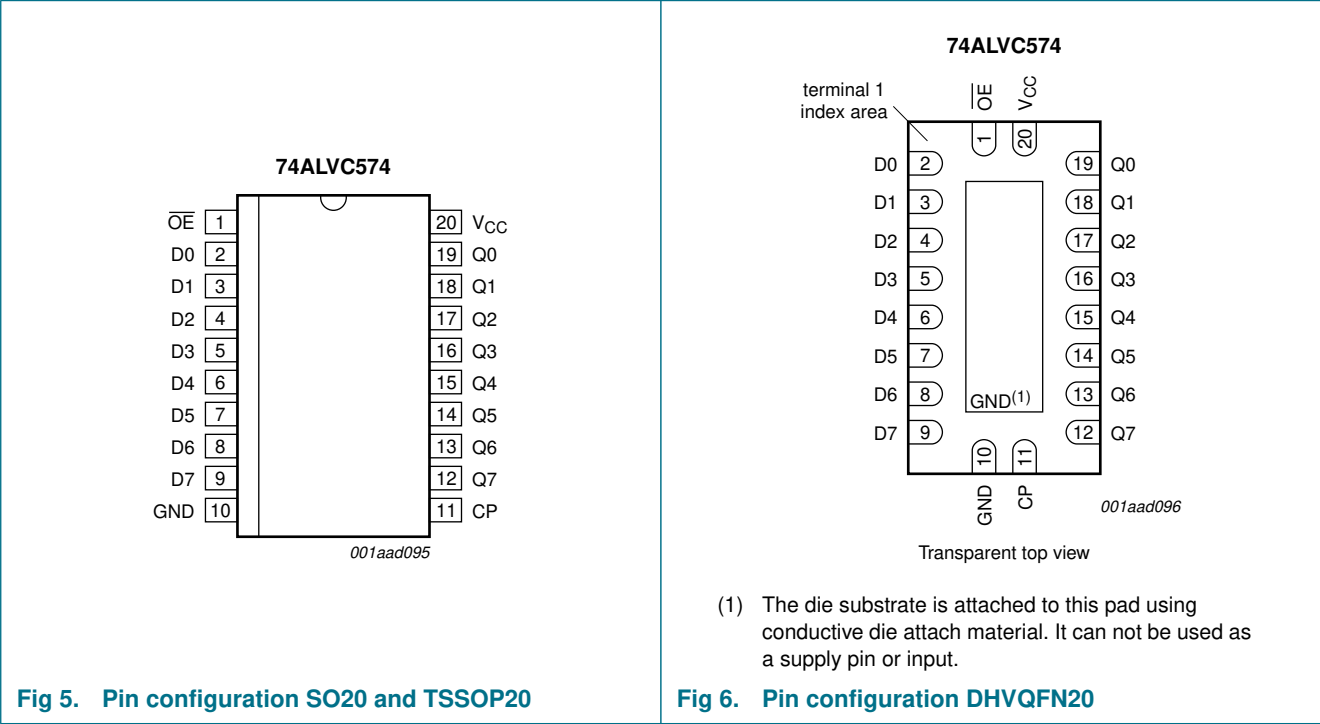 74ALVC574
OE 1 20 VCC
D0 2 19 Q0
D1 3 18 Q1
D2 4 17 Q2
D3 5 16 Q3
D4 6 15 Q4
D5 7 14 Q5
D6 8 13 Q6
D7 9 12 Q7
GND 10 11 CP
001aad095
Fig 5. Pin configuration SO20 and TSSOP20
74ALVC574
terminal 1
index area
OE VCC
1 20
D0 2 19 Q0
D1 3 18 Q1
D2 4 17 Q2
D3 5 16 Q3
D4 6 15 Q4
D5 7 14 Q5
D6 8 GND(1) 13 Q6
D7 9 12 Q7
10 11
GND CP
001aad096
Transparent top view
(1) The die substrate is attached to this pad using
conductive die attach material. It can not be used as
a supply pin or input.
Fig 6. Pin configuration DHVQFN20